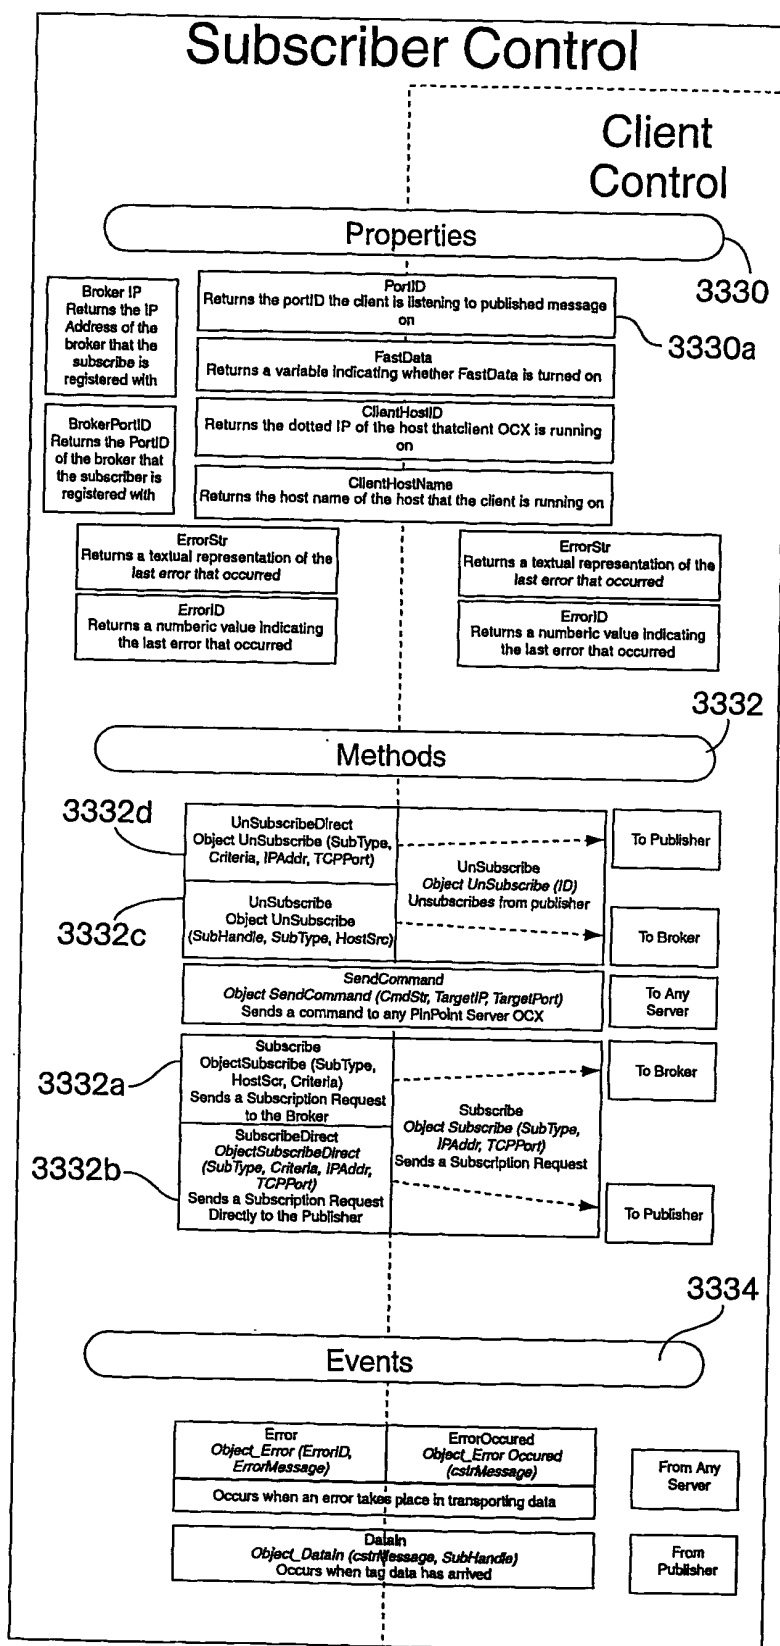 Subscriber Control
Client
Control
Properties
3330
Broker IP
Returns the IP
Address of the
broker that the
subscribe is
registered with
PortID
Returns the portID the client is listening to published message
on
3330a
FastData
Returns a variable indicating whether FastData is turned on
BrokerPortID
Returns the PortID
of the broker that
the subscriber is
registered with
ClientHostID
Returns the dotted IP of the host thatclient OCX is running
on
ClientHostName
Returns the host name of the host that the client is running on
ErrorStr
Returns a textual representation of the
last error that occurred
ErrorStr
Returns a textual representation of the
last error that occurred
ErrorID
Returns a numberic value indicating
the last error that occurred
ErrorID
Returns a numberic value indicating
the last error that occurred
3332
Methods
3332d
UnSubscribeDirect
Object UnSubscribe (SubType,
Criteria, IPAddr, TCPPort)
To Publisher
UnSubscribe
Object UnSubscribe (ID)
Unsubscribes from publisher
3332c
UnSubscribe
Object UnSubscribe
(SubHandle, SubType, HostSrc)
To Broker
SendCommand
Object SendCommand (CmdStr, TargetIP, TargetPort)
Sends a command to any PinPoint Server OCX
To Any
Server
3332a
Subscribe
ObjectSubscribe (SubType,
HostScr, Criteria)
Sends a Subscription Request
to the Broker
To Broker
Subscribe
Object Subscribe (SubType,
IPAddr, TCPPort)
Sends a Subscription Request
3332b
SubscribeDirect
ObjectSubscribeDirect
(SubType, Criteria, IPAddr,
TCPPort)
Sends a Subscription Request
Directly to the Publisher
To Publisher
3334
Events
Error
Object_Error (ErrorID,
ErrorMessage)
ErrorOccured
Object_Error Occured
(cstrMessage)
Occurs when an error takes place in transporting data
From Any
Server
DataIn
Object_DataIn (cstrMessage, SubHandle)
Occurs when tag data has arrived
From
Publisher